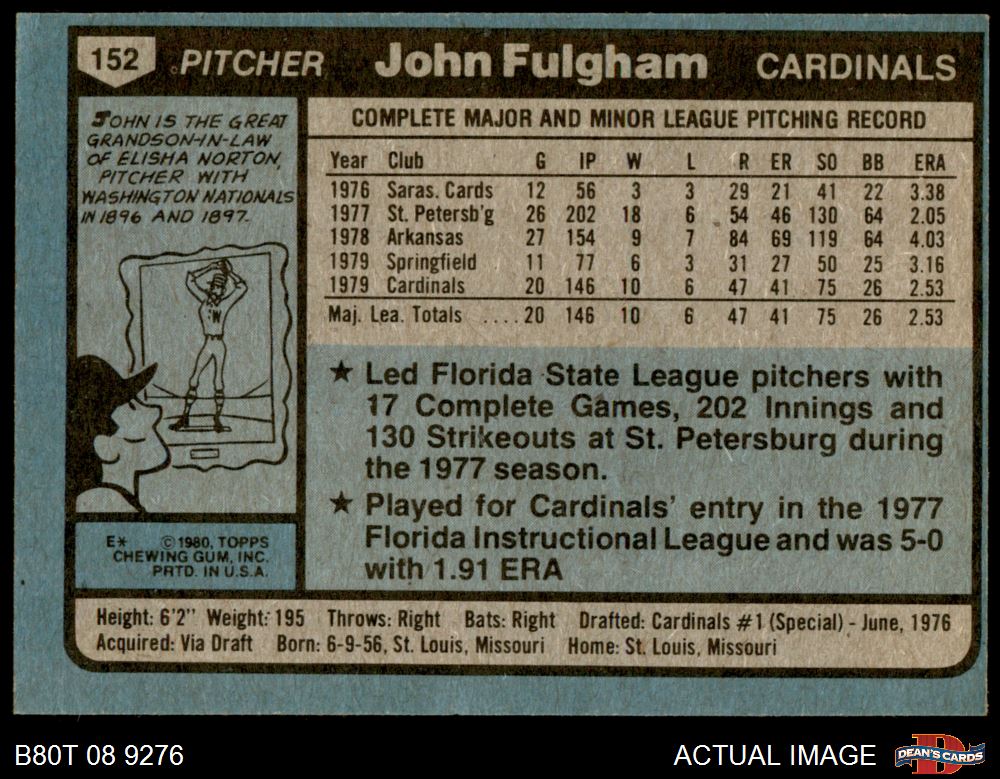 152 PITCHER John Fulgham CARDINALS
JOHN IS THE GREAT
GRANDSON-IN-LAW
OF ELISHA NORTON,
PITCHER WITH
WASHINGTON NATIONALS
IN 1896 AND 1897.
W
COMPLETE MAJOR AND MINOR LEAGUE PITCHING RECORD
Year Club G IP W L R ER SO BB ERA
1976 Saras. Cards 12 56 3 3 29 21 41 22 3.38
1977 St. Petersb'g 26 202 18 6 54 46 130 64 2.05
1978 Arkansas 27 154 9 7 84 69 119 64 4.03
1979 Springfield 11 77 6 3 31 27 50 25 3.16
1979 Cardinals 20 146 10 6 47 41 75 26 2.53
Maj. Lea. Totals ....20 146 10 6 47 41 75 26 2.53
★ Led Florida State League pitchers with
17 Complete Games, 202 Innings and
130 Strikeouts at St. Petersburg during
the 1977 season.
★ Played for Cardinals' entry in the 1977
Florida Instructional League and was 5-0
with 1.91 ERA
E* ©1980, TOPPS
CHEWING GUM, INC.
PRTD. IN U.S.A.
Height: 6'2" Weight: 195 Throws: Right Bats: Right Drafted: Cardinals #1 (Special) - June, 1976
Acquired: Via Draft Born: 6-9-56, St. Louis, Missouri Home: St. Louis, Missouri
B80T 08 9276 ACTUAL IMAGE D DEAN'S CARDS